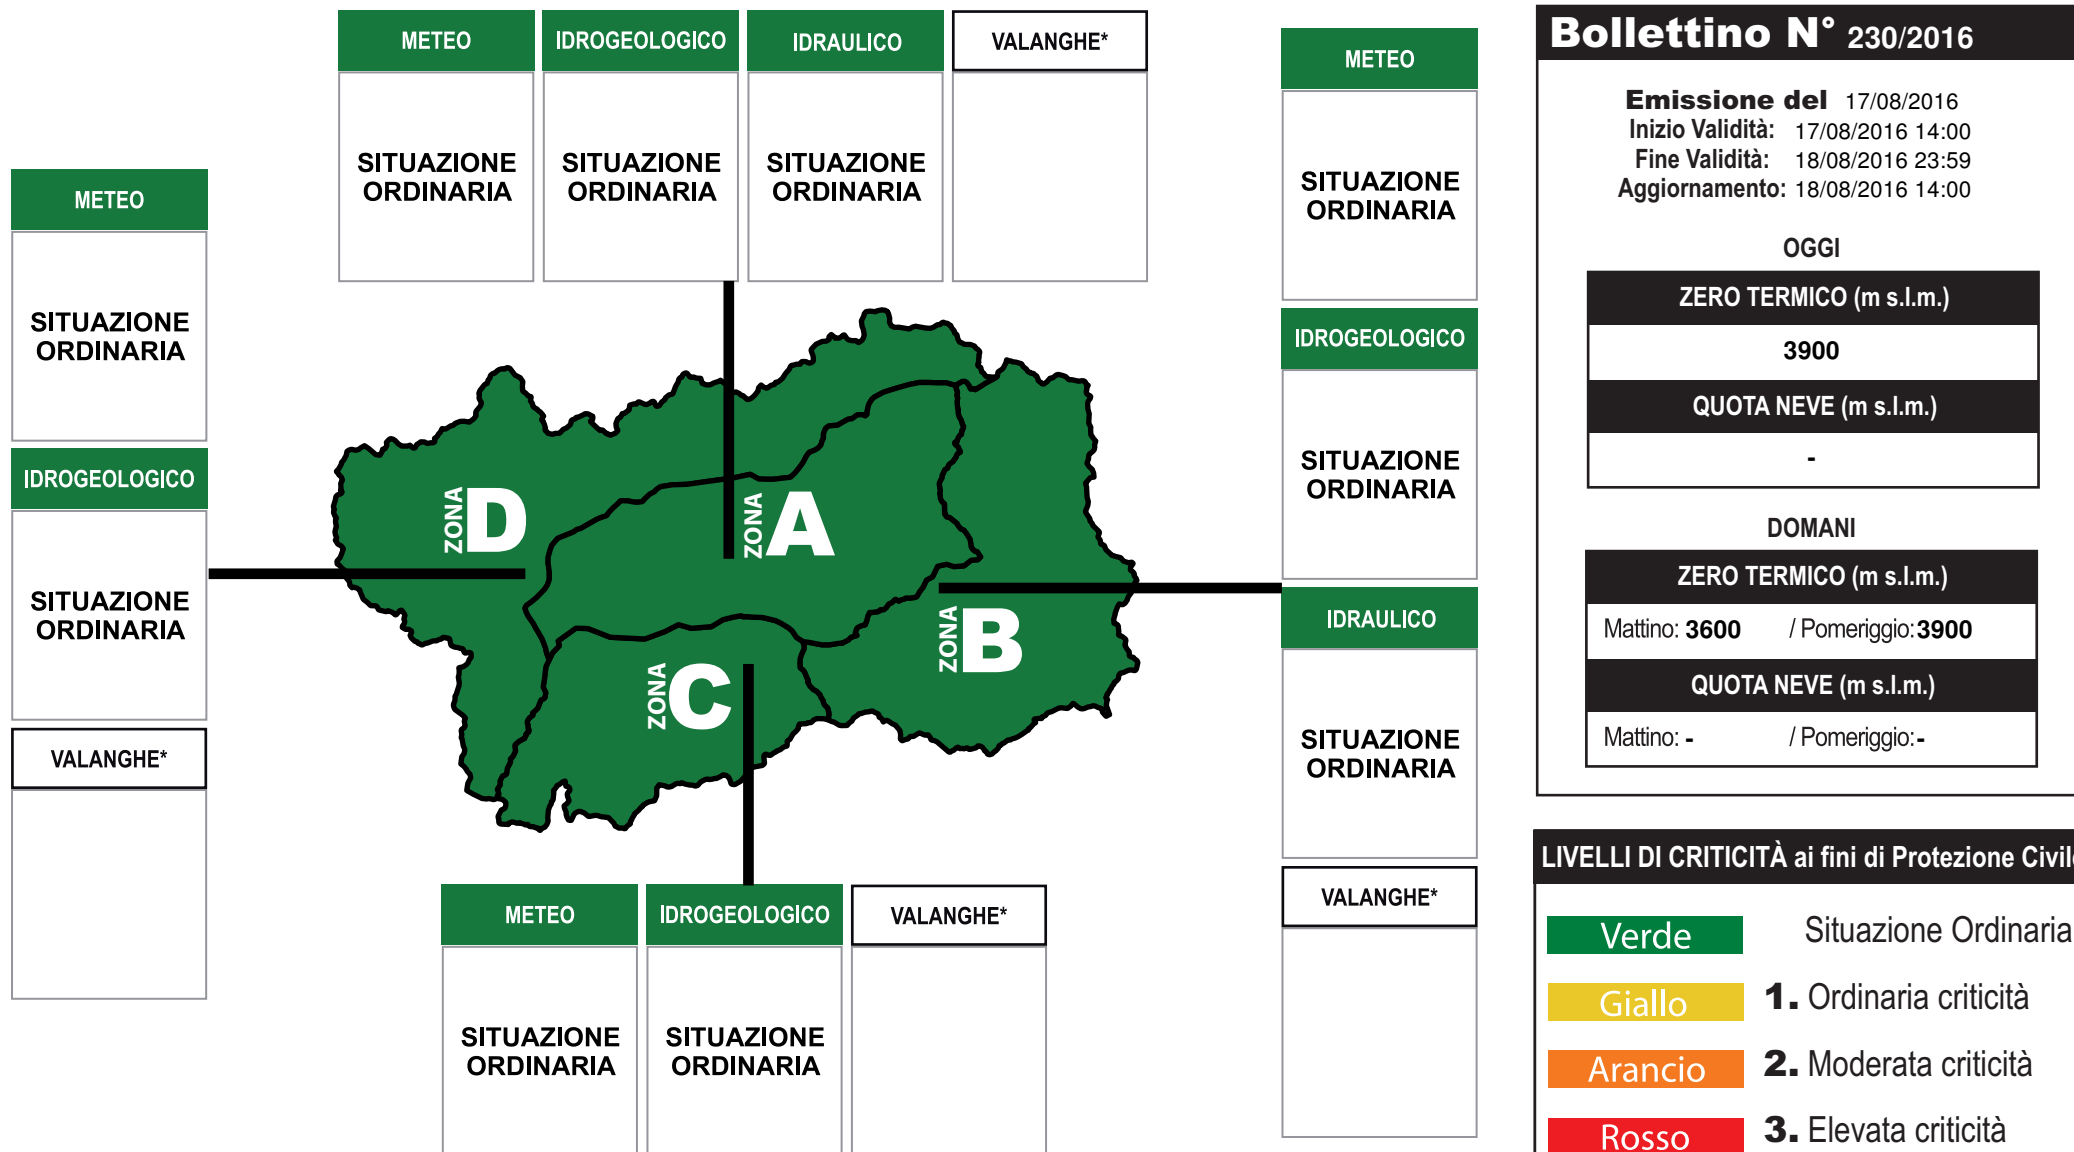 METEO
IDROGEOLOGICO
IDRAULICO
VALANGHE*
SITUAZIONE
ORDINARIA
SITUAZIONE
ORDINARIA
SITUAZIONE
ORDINARIA
METEO
SITUAZIONE
ORDINARIA
IDROGEOLOGICO
SITUAZIONE
ORDINARIA
VALANGHE*
ZONA D
ZONA A
ZONA B
ZONA C
METEO
SITUAZIONE
ORDINARIA
IDROGEOLOGICO
SITUAZIONE
ORDINARIA
IDRAULICO
SITUAZIONE
ORDINARIA
VALANGHE*
METEO
IDROGEOLOGICO
VALANGHE*
SITUAZIONE
ORDINARIA
SITUAZIONE
ORDINARIA
Bollettino N° 230/2016
Emissione del 17/08/2016
Inizio Validità: 17/08/2016 14:00
Fine Validità: 18/08/2016 23:59
Aggiornamento: 18/08/2016 14:00
OGGI
ZERO TERMICO (m s.l.m.)
3900
QUOTA NEVE (m s.l.m.)
-
DOMANI
ZERO TERMICO (m s.l.m.)
Mattino: 3600 / Pomeriggio: 3900
QUOTA NEVE (m s.l.m.)
Mattino: - / Pomeriggio: -
LIVELLI DI CRITICITÀ ai fini di Protezione Civile
Verde Situazione Ordinaria
Giallo 1. Ordinaria criticità
Arancio 2. Moderata criticità
Rosso 3. Elevata criticità